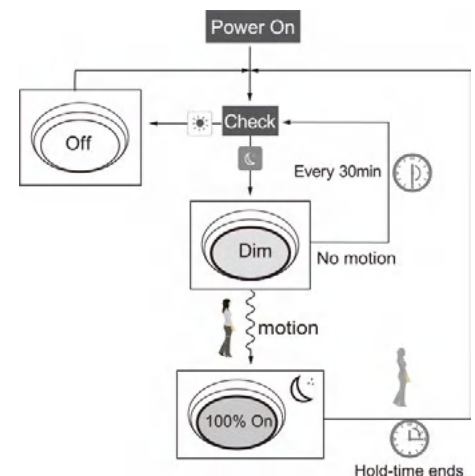 Power On
Check
Off
Every 30min
Dim
No motion
motion
100% On
Hold-time ends